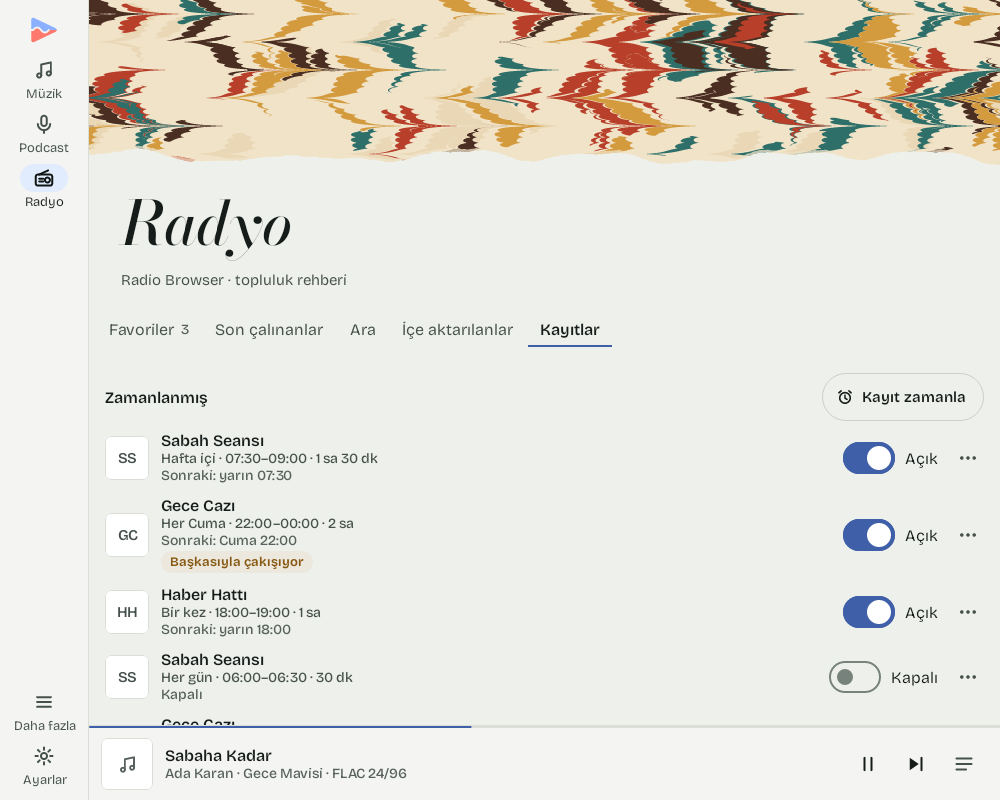 Müzik
Podcast
Radyo
Daha fazla
Ayarlar
Radyo
Radio Browser · topluluk rehberi
Favoriler 3
Son çalınanlar
Ara
İçe aktarılanlar
Kayıtlar
Zamanlanmış
Kayıt zamanla
SS
Sabah Seansı
Hafta içi · 07:30–09:00 · 1 sa 30 dk
Sonraki: yarın 07:30
Açık
GC
Gece Cazı
Her Cuma · 22:00–00:00 · 2 sa
Sonraki: Cuma 22:00
Başkasıyla çakışıyor
Açık
HH
Haber Hattı
Bir kez · 18:00–19:00 · 1 sa
Sonraki: yarın 18:00
Açık
SS
Sabah Seansı
Her gün · 06:00–06:30 · 30 dk
Kapalı
Kapalı
Gece Cazı
Sabaha Kadar
Ada Karan · Gece Mavisi · FLAC 24/96